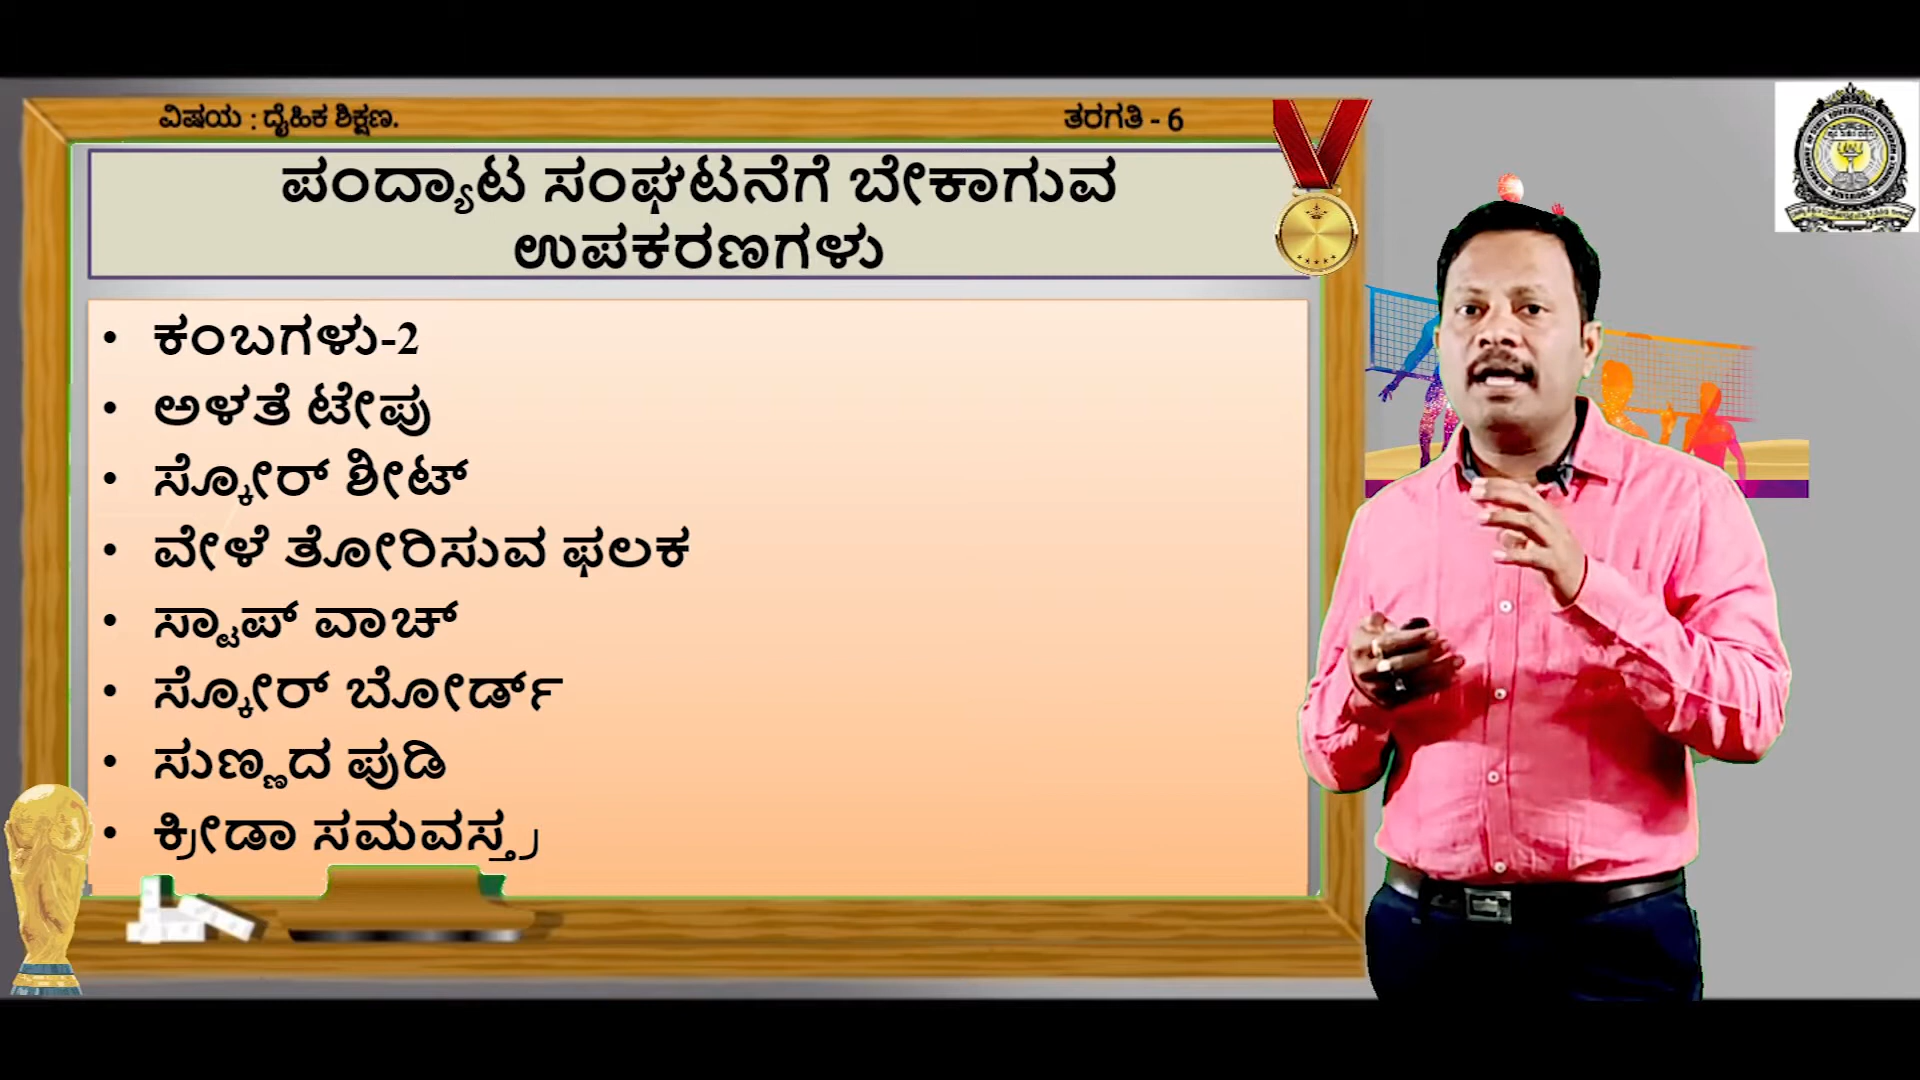 ವಿಷಯ : ದೈಹಿಕ ಶಿಕ್ಷಣ.
ತರಗತಿ - 6
ಪಂದ್ಯಾಟ ಸಂಘಟನೆಗೆ ಬೇಕಾಗುವ
ಉಪಕರಣಗಳು
• ಕಂಬಗಳು-2
• ಅಳತೆ ಟೇಪು
• ಸ್ಕೋರ್ ಶೀಟ್
• ವೇಳೆ ತೋರಿಸುವ ಫಲಕ
• ಸ್ಟಾಪ್ ವಾಚ್
• ಸ್ಕೋರ್ ಬೋರ್ಡ್
• ಸುಣ್ಣದ ಪುಡಿ
• ಕ್ರೀಡಾ ಸಮವಸ್ತ್ರ